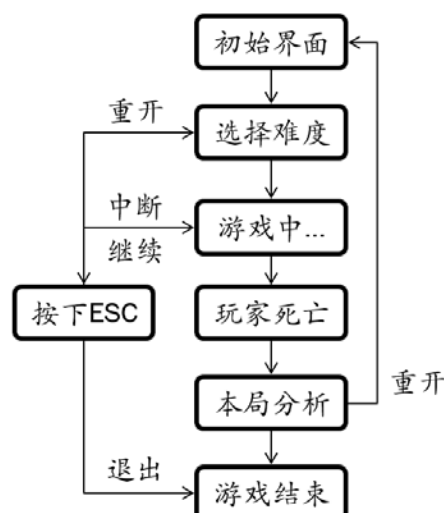 初始界面
重开
选择难度
中断
继续
游戏中...
按下ESC
玩家死亡
本局分析
重开
退出
游戏结束